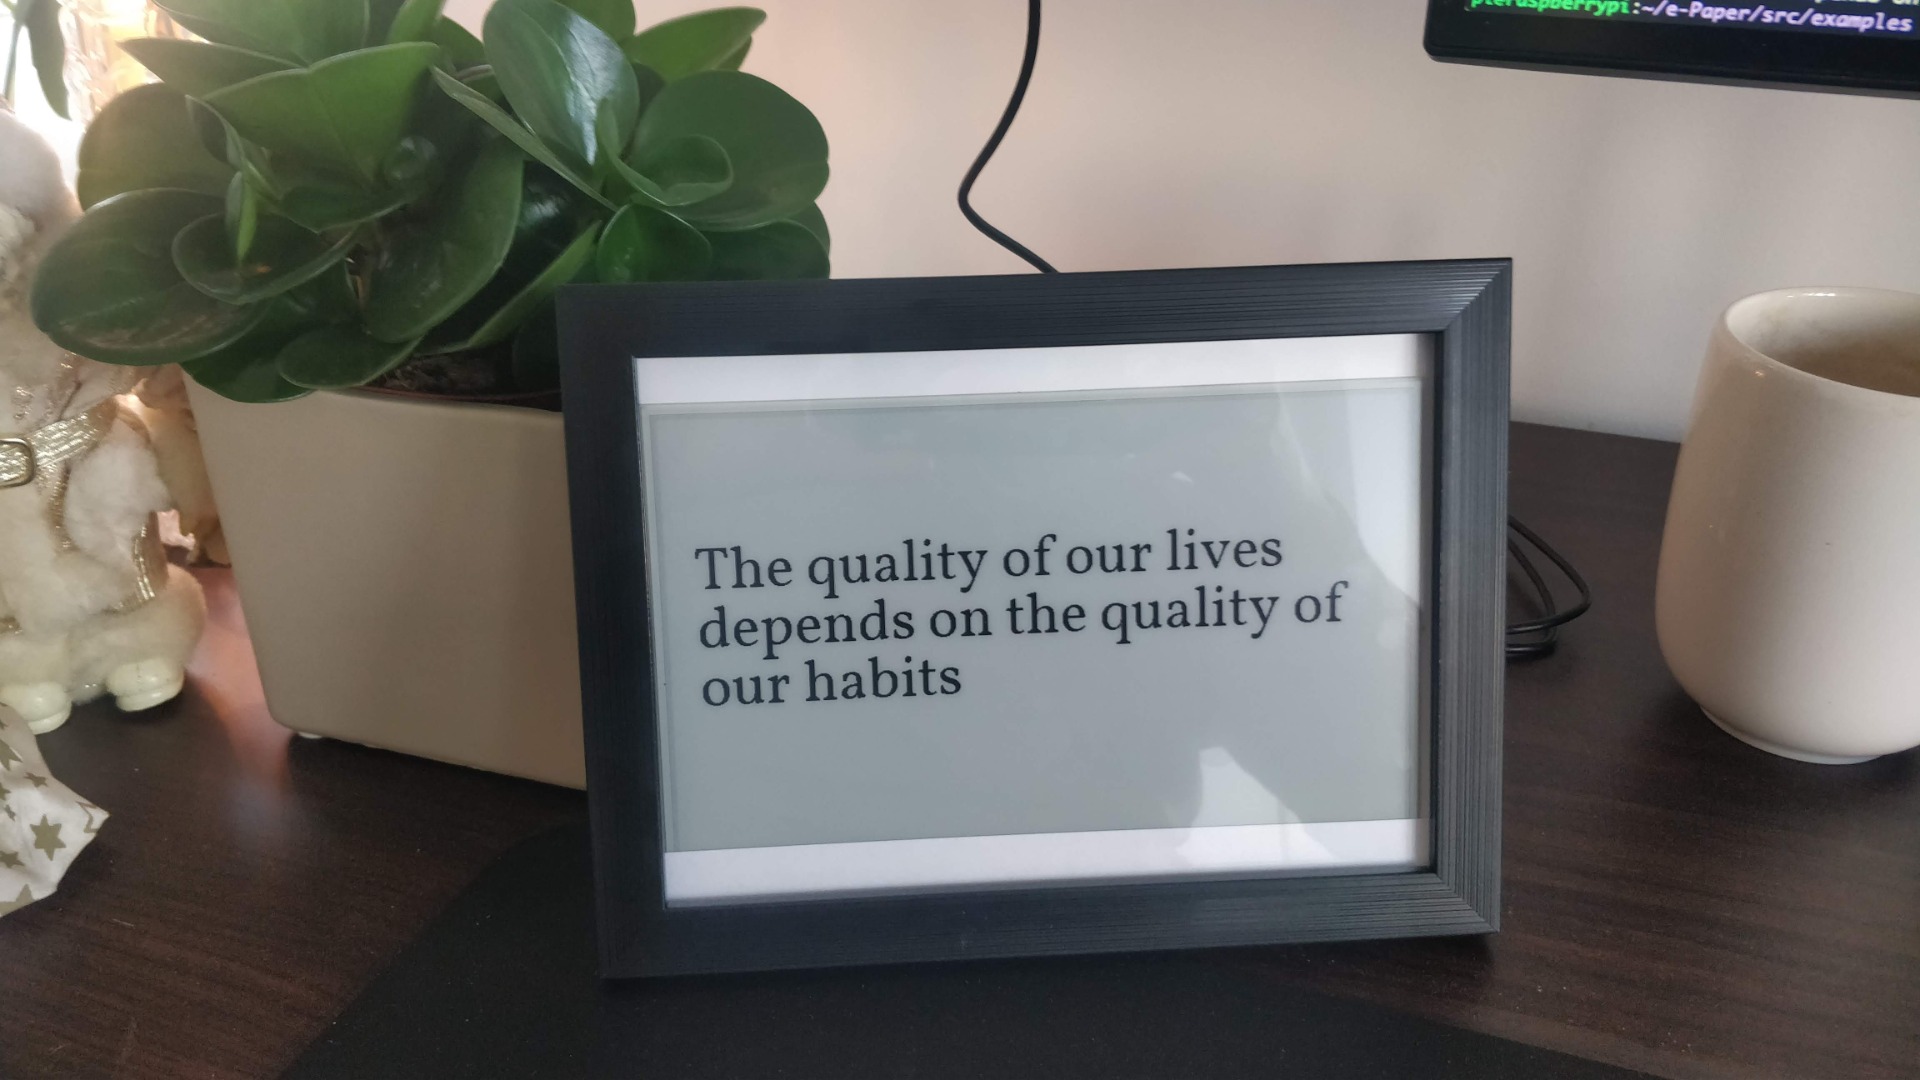 pi@raspberrypi:~/e-Paper/src/examples
The quality of our lives
depends on the quality of
our habits